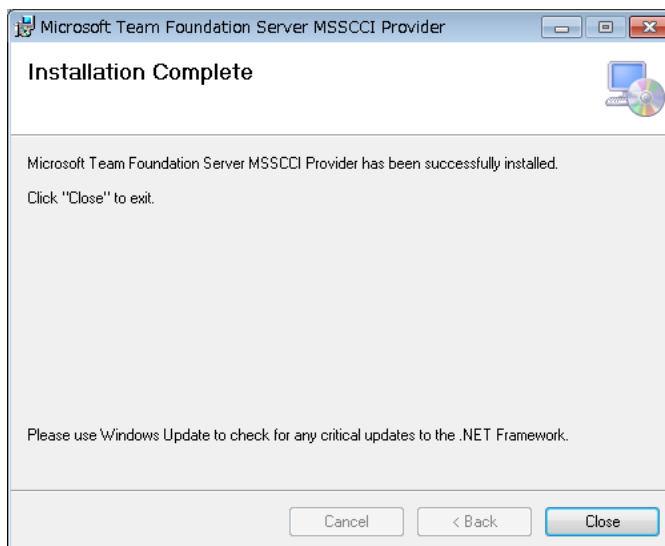 Microsoft Team Foundation Server MSSCCI Provider
Installation Complete
Microsoft Team Foundation Server MSSCCI Provider has been successfully installed.
Click "Close" to exit.
Please use Windows Update to check for any critical updates to the .NET Framework.
Cancel
< Back
Close